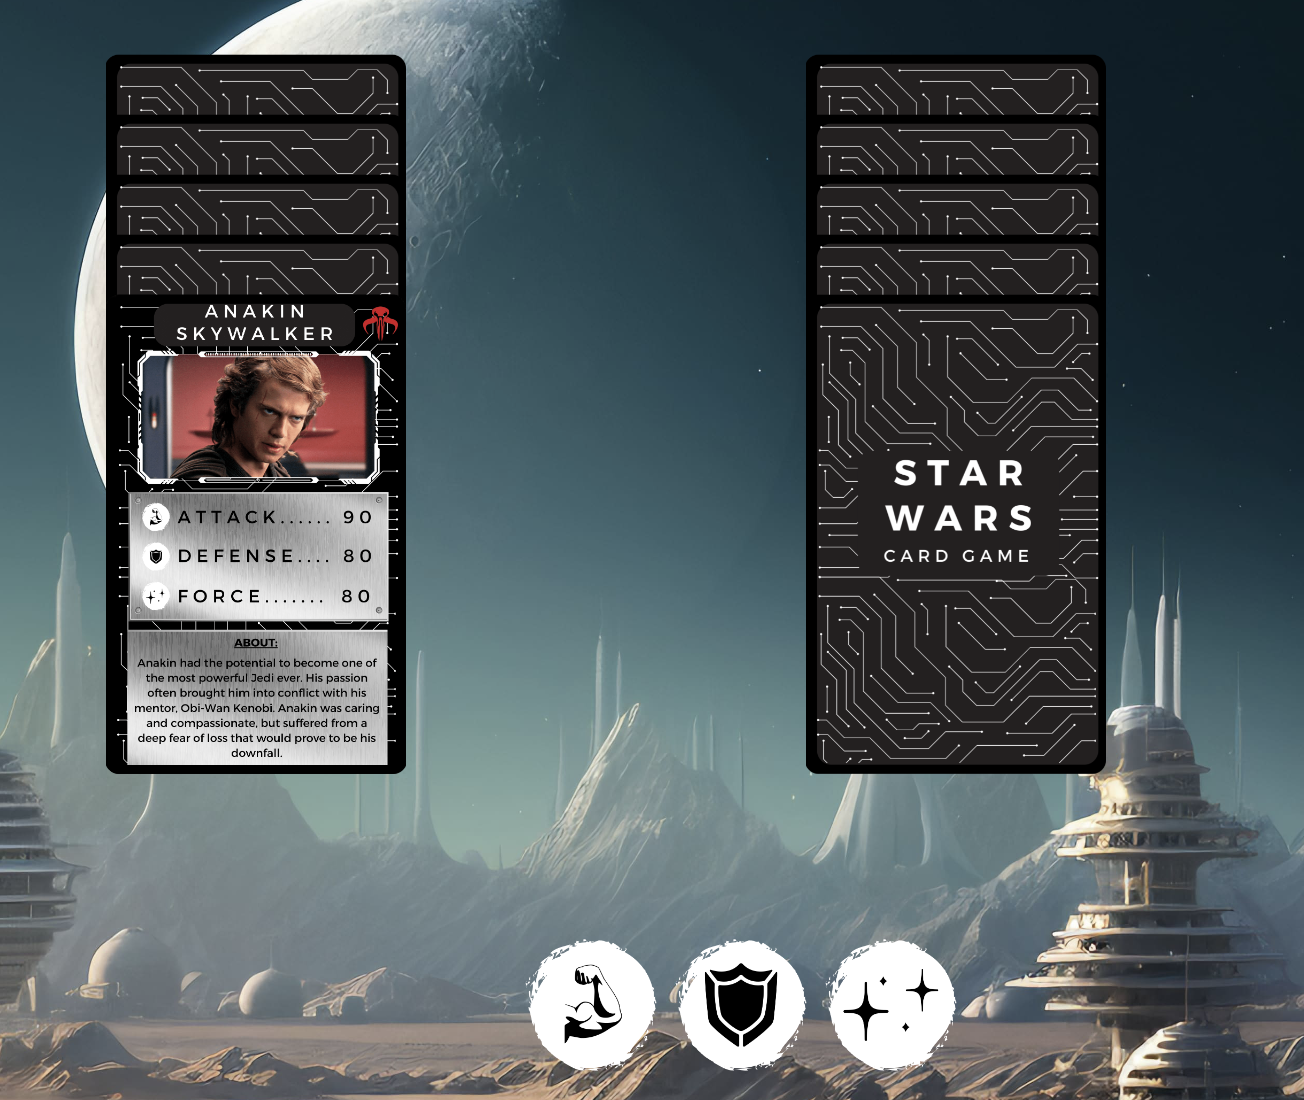 ANAKIN
SKYWALKER
ATTACK...... 90
DEFENSE.... 80
FORCE....... 80
ABOUT:
Anakin had the potential to become one of
the most powerful Jedi ever. His passion
often brought him into conflict with his
mentor, Obi-Wan Kenobi. Anakin was caring
and compassionate, but suffered from a
deep fear of loss that would prove to be his
downfall.
STAR
WARS
CARD GAME